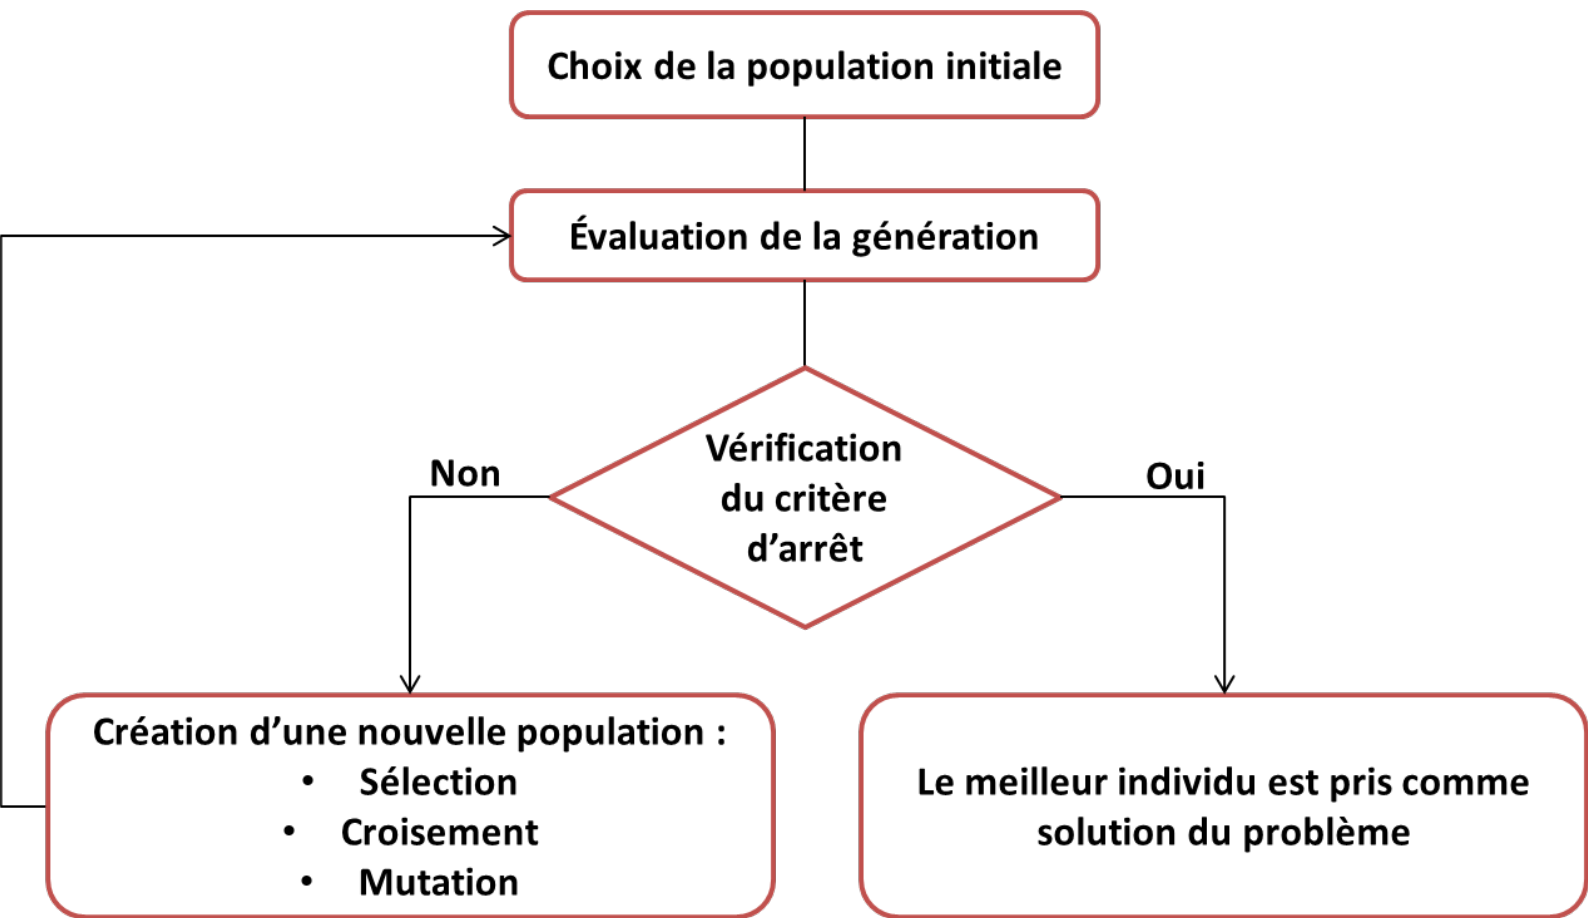 Choix de la population initiale
Évaluation de la génération
Vérification
du critère
d’arrêt
Non
Oui
Création d’une nouvelle population :
• Sélection
• Croisement
• Mutation
Le meilleur individu est pris comme
solution du problème